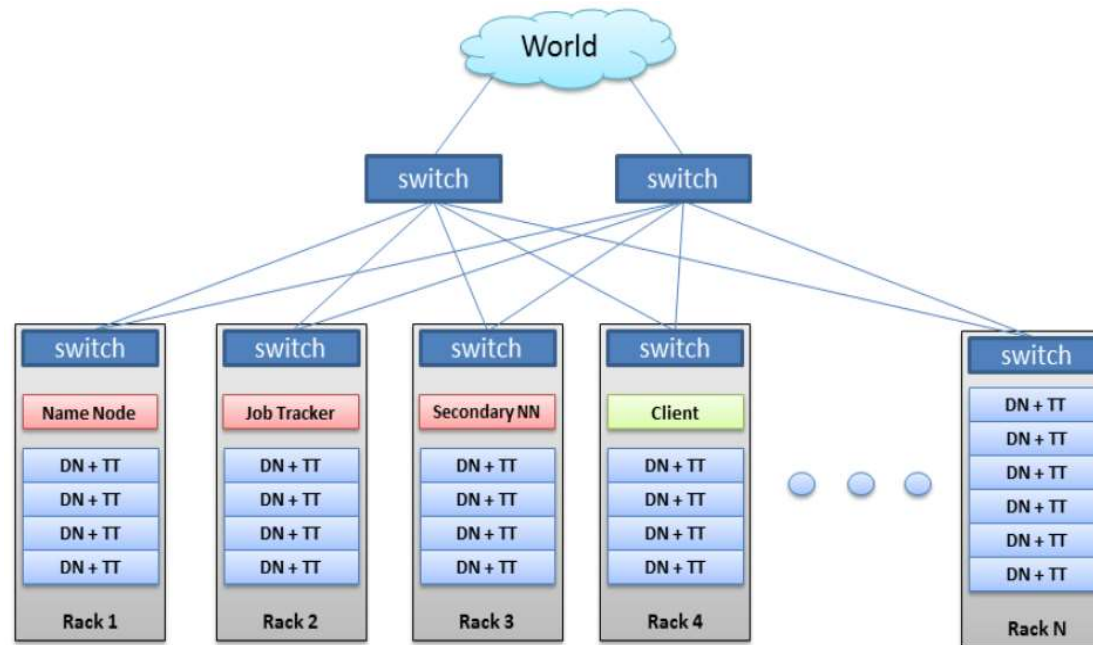 World
switch
switch
switch
Name Node
DN + TT
DN + TT
DN + TT
DN + TT
Rack 1
switch
Job Tracker
DN + TT
DN + TT
DN + TT
DN + TT
Rack 2
switch
Secondary NN
DN + TT
DN + TT
DN + TT
DN + TT
Rack 3
switch
Client
DN + TT
DN + TT
DN + TT
DN + TT
Rack 4
switch
DN + TT
DN + TT
DN + TT
DN + TT
DN + TT
DN + TT
Rack N